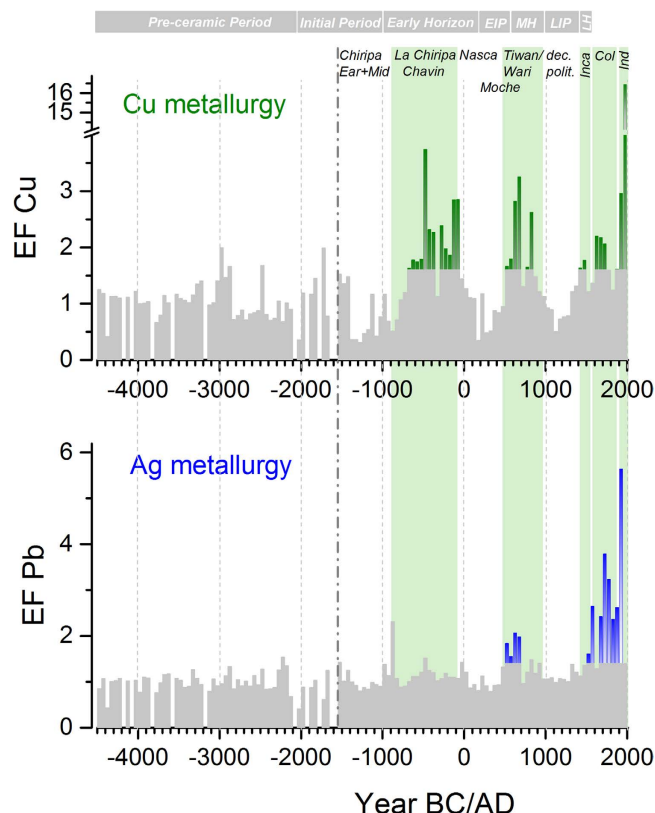 Pre-ceramic Period Initial Period Early Horizon EIP MH LIP LH
Chiripa La Chiripa Nasca Tiwan/ dec. Inca Col Ind
Ear+Mid Chavin Wari polit.
Moche
16
15
Cu metallurgy
3
2
1
0
EF Cu
-4000 -3000 -2000 -1000 0 1000 2000
6
Ag metallurgy
4
2
0
EF Pb
-4000 -3000 -2000 -1000 0 1000 2000
Year BC/AD